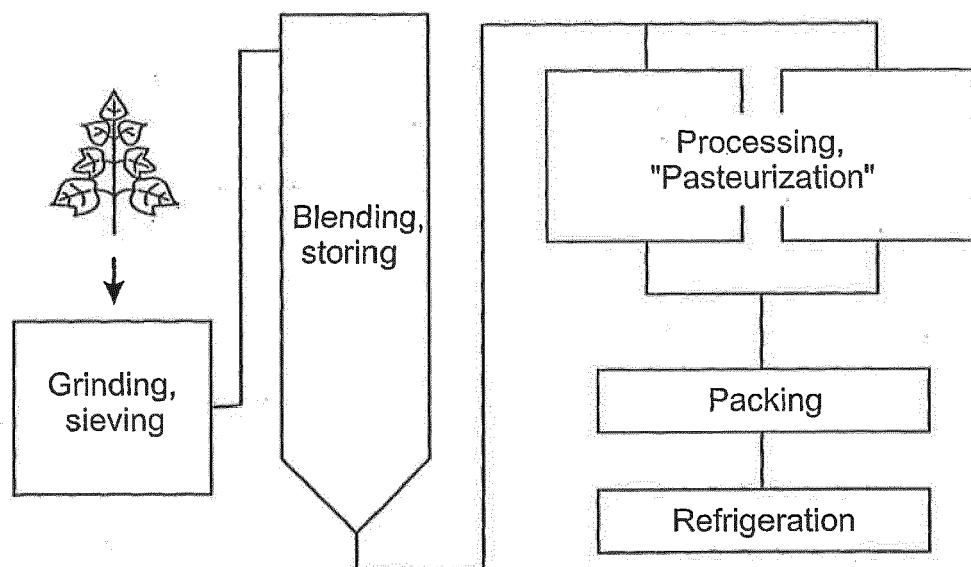 Grinding,
sieving
Blending,
storing
Processing,
"Pasteurization"
Packing
Refrigeration